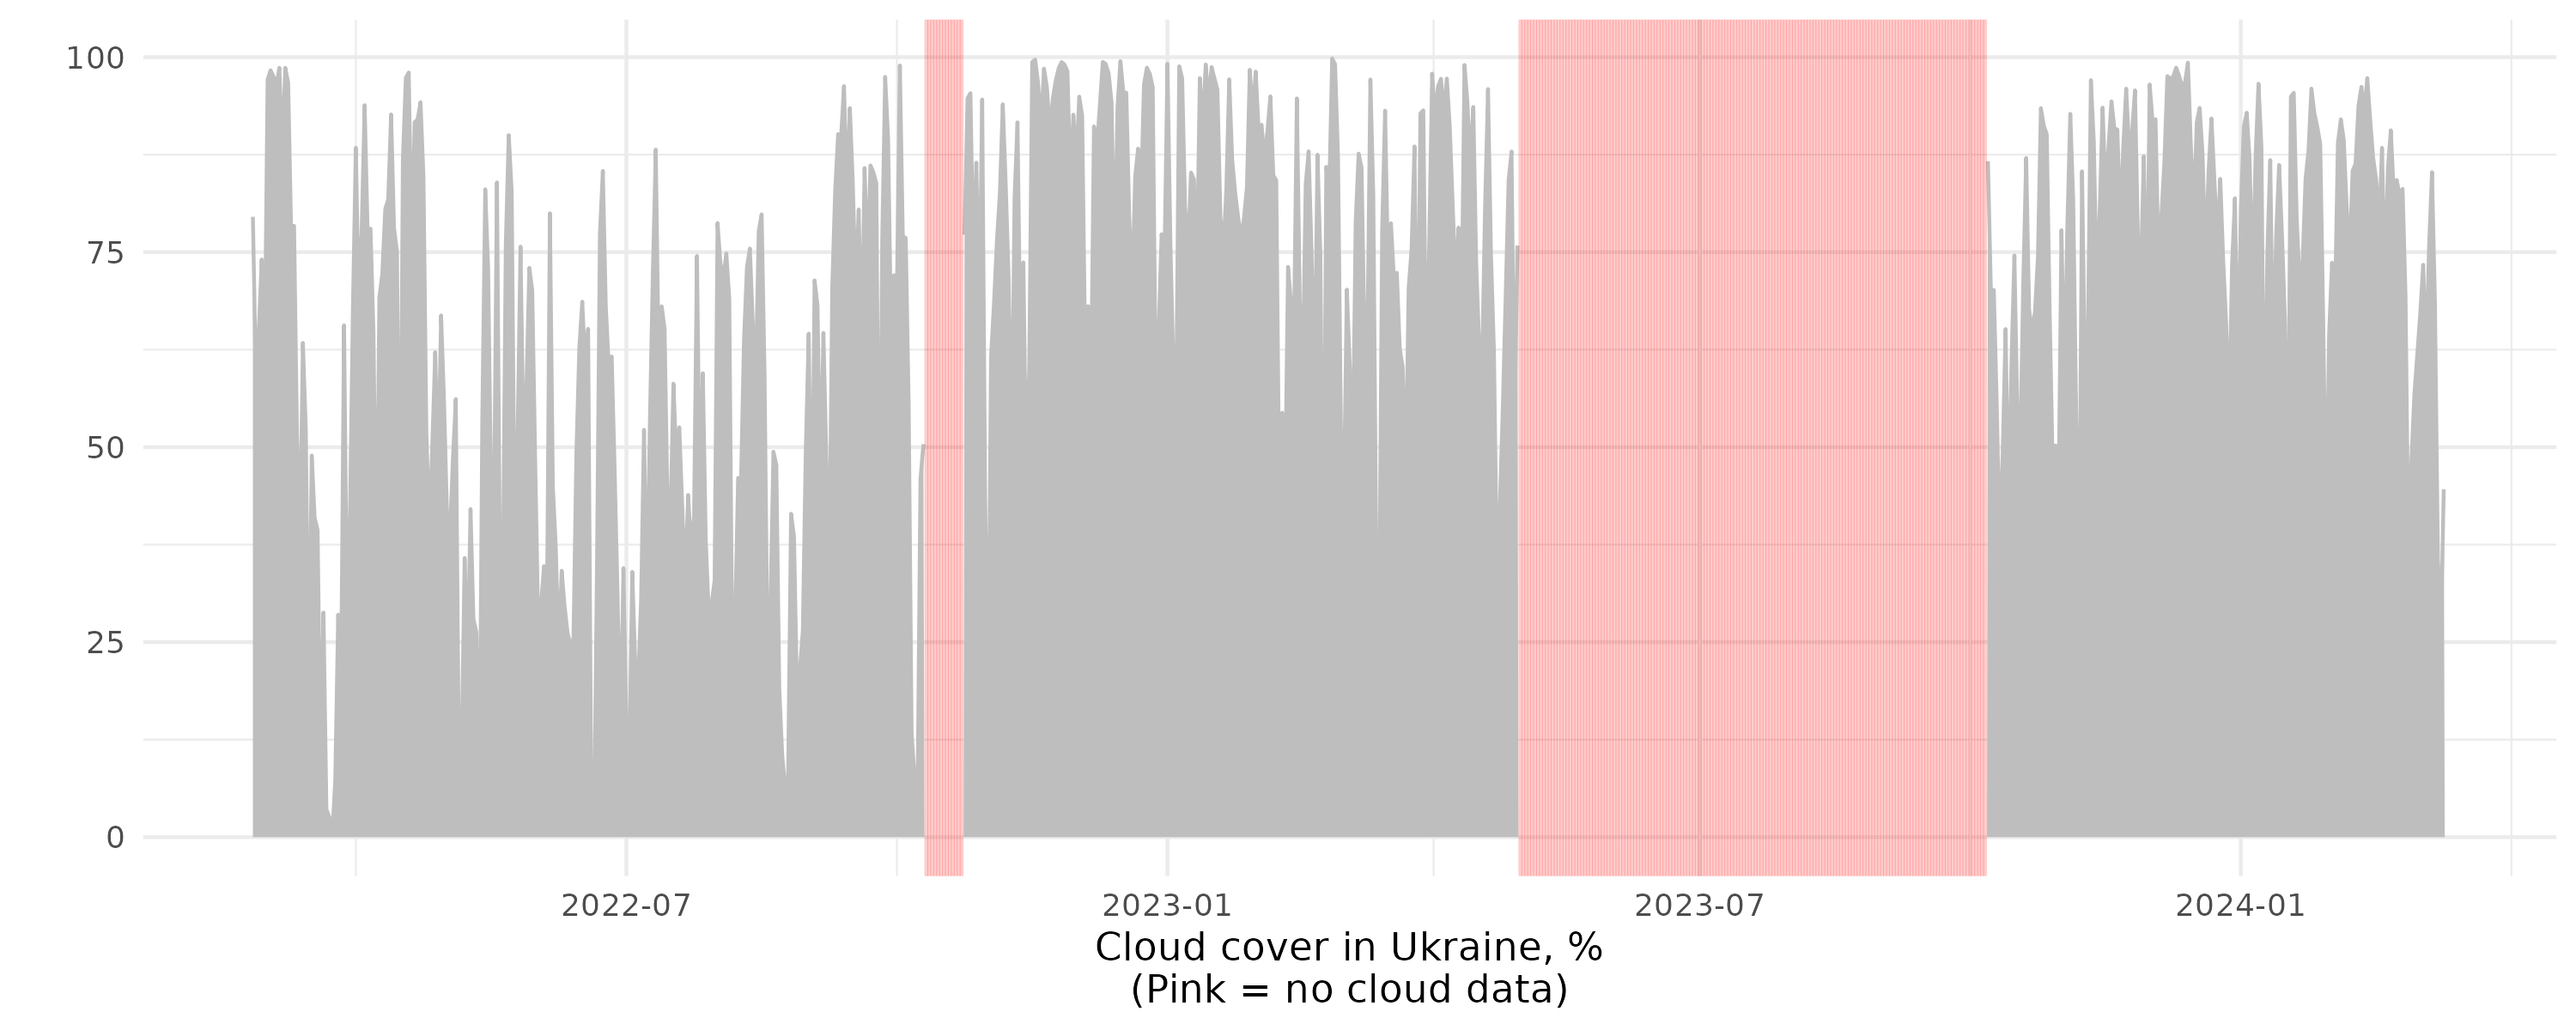 100
75
50
25
0
2022-07 2023-01 2023-07 2024-01
Cloud cover in Ukraine, %
(Pink = no cloud data)